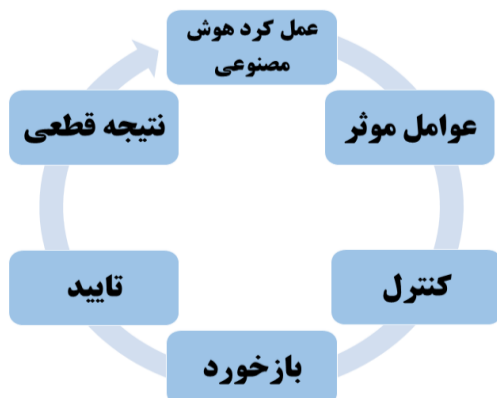 عمل کرد هوش
مصنوعی
عوامل موثر
کنترل
بازخورد
تایید
نتیجه قطعی